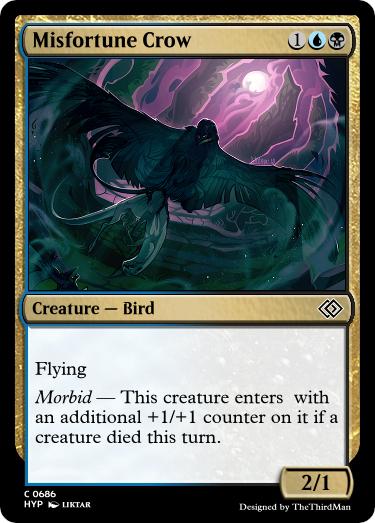 Misfortune Crow 1
Creature — Bird
Flying
Morbid — This creature enters  with
an additional +1/+1 counter on it if a
creature died this turn.
2/1
C 0686
HYP LIKTAR
Designed by TheThirdMan